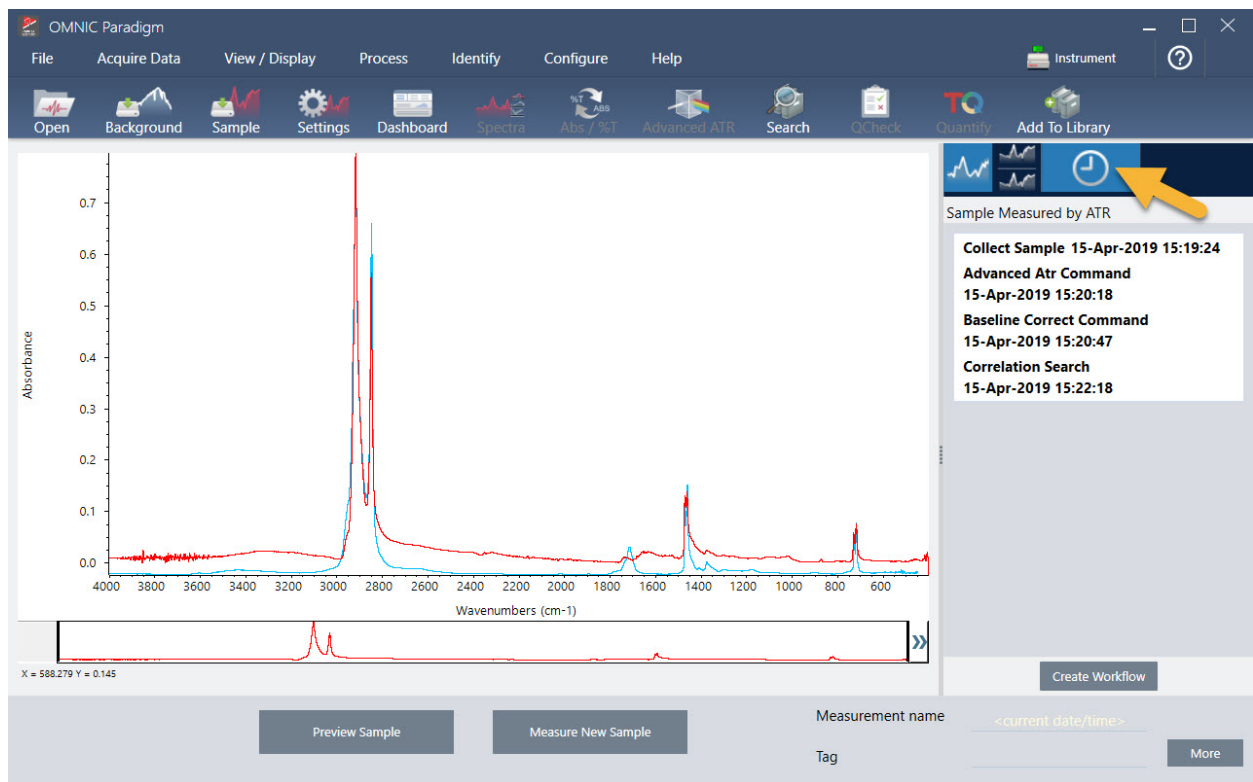 OMNIC Paradigm
File Acquire Data View / Display Process Identify Configure Help Instrument ?
%T ABS TQ
Open Background Sample Settings Dashboard Spectra Abs / %T Advanced ATR Search QCheck Quantify Add To Library
Sample Measured by ATR
Collect Sample 15-Apr-2019 15:19:24
Advanced Atr Command
15-Apr-2019 15:20:18
Baseline Correct Command
15-Apr-2019 15:20:47
Correlation Search
15-Apr-2019 15:22:18
Absorbance
0.7
0.6
0.5
0.4
0.3
0.2
0.1
0.0
4000 3800 3600 3400 3200 3000 2800 2600 2400 2200 2000 1800 1600 1400 1200 1000 800 600
Wavenumbers (cm-1)
X = 588.279 Y = 0.145
Create Workflow
Preview Sample Measure New Sample
Measurement name <current date/time>
Tag
More